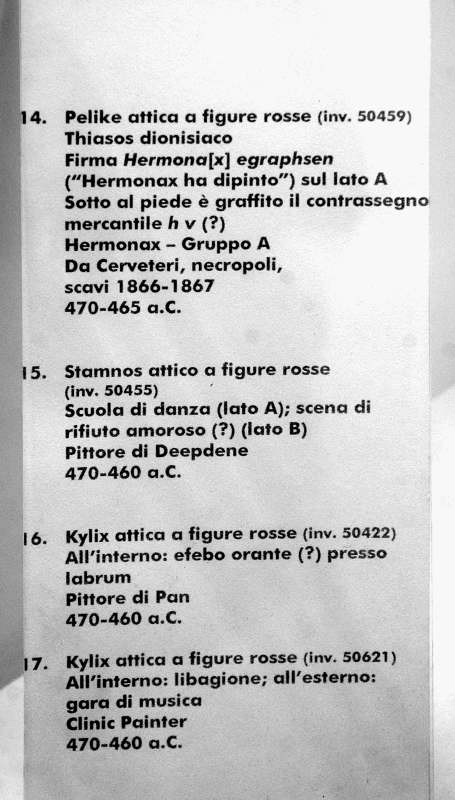 14. Pelike attica a figure rosse (inv. 50459)
Thiasos dionisiaco
Firma Hermona[x] egraphsen
(“Hermonax ha dipinto”) sul lato A
Sotto al piede è graffito il contrassegno
mercantile h v (?)
Hermonax – Gruppo A
Da Cerveteri, necropoli,
scavi 1866-1867
470-465 a.C.
15. Stamnos attico a figure rosse
(inv. 50455)
Scuola di danza (lato A); scena di
rifiuto amoroso (?) (lato B)
Pittore di Deepdene
470-460 a.C.
16. Kylix attica a figure rosse (inv. 50422)
All’interno: efebo orante (?) presso
labrum
Pittore di Pan
470-460 a.C.
17. Kylix attica a figure rosse (inv. 50621)
All’interno: libagione; all’esterno:
gara di musica
Clinic Painter
470-460 a.C.